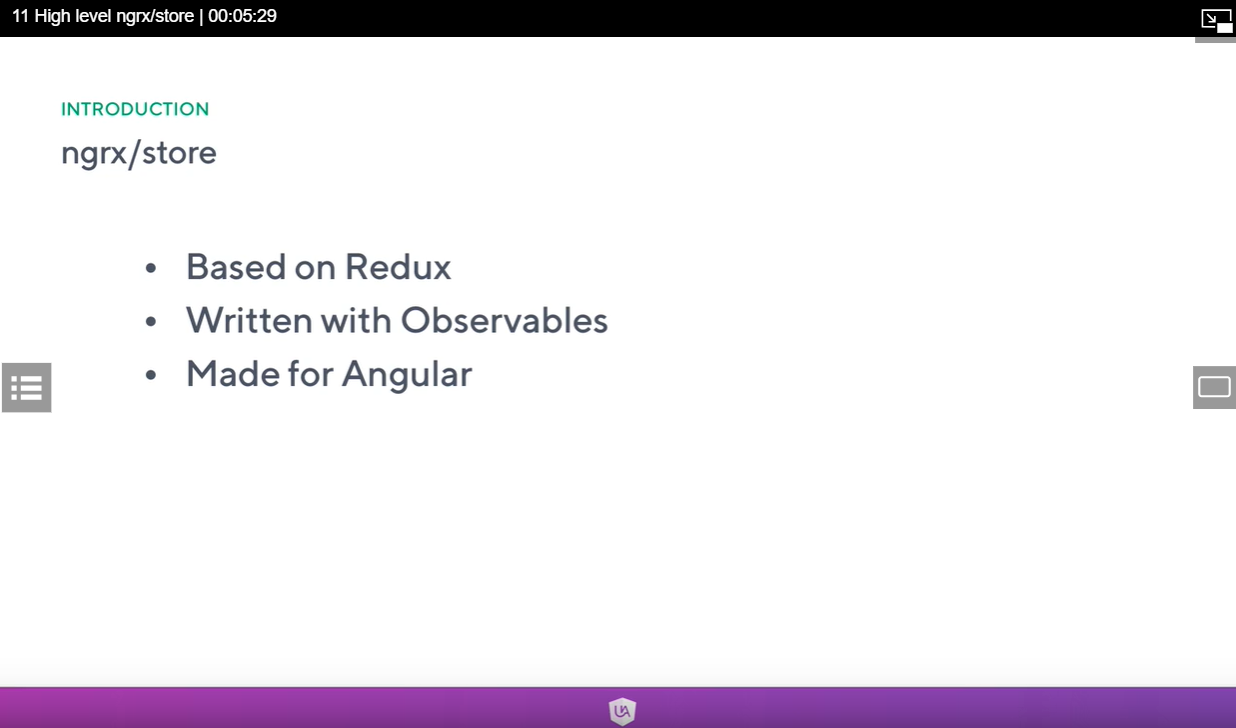 11 High level ngrx/store | 00:05:29
INTRODUCTION
ngrx/store
• Based on Redux
• Written with Observables
• Made for Angular
UA